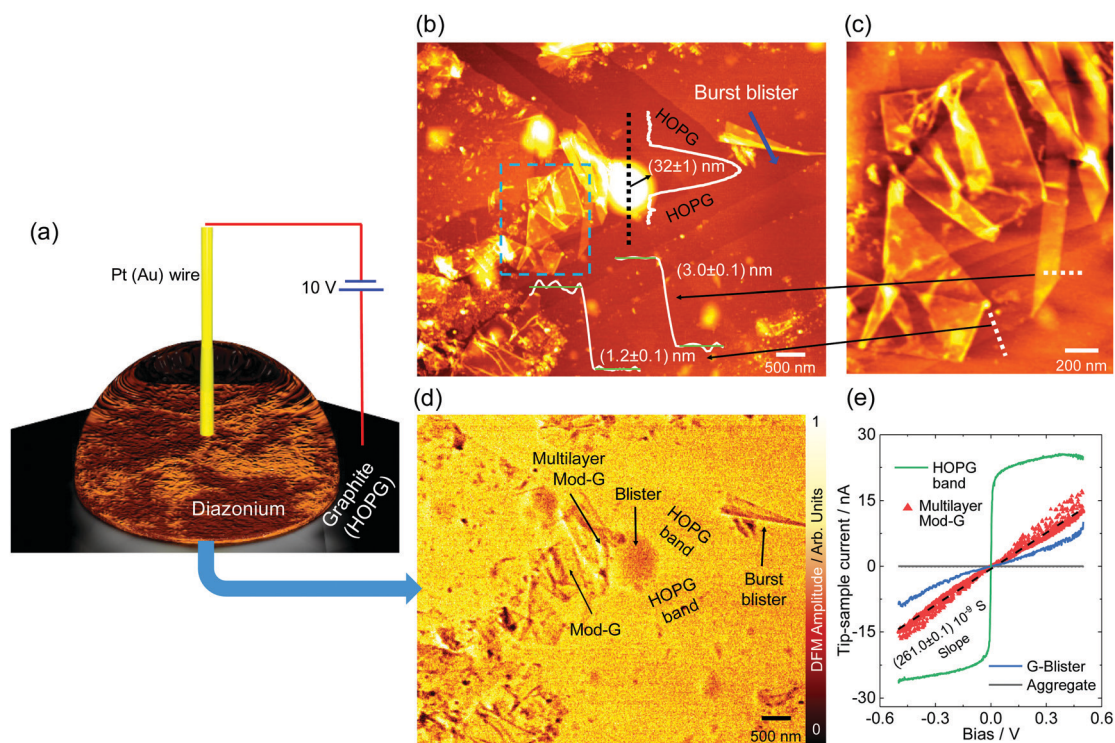 (a)
Pt (Au) wire
10 V
Diazonium
Graphite
(HOPG)
(b)
Burst blister
HOPG
(32±1) nm
HOPG
(3.0±0.1) nm
(1.2±0.1) nm
500 nm
(c)
200 nm
(d)
Multilayer
Mod-G
Blister
HOPG
band
HOPG
band
Mod-G
Burst
blister
500 nm
1
DFM Amplitude / Arb. Units
0
(e)
30
15
0
-15
-30
Tip-sample current / nA
HOPG
band
Multilayer
Mod-G
(261.0±0.1) 10⁻⁹ S
Slope
G-Blister
Aggregate
-0.6
-0.3
0.0
0.3
0.6
Bias / V